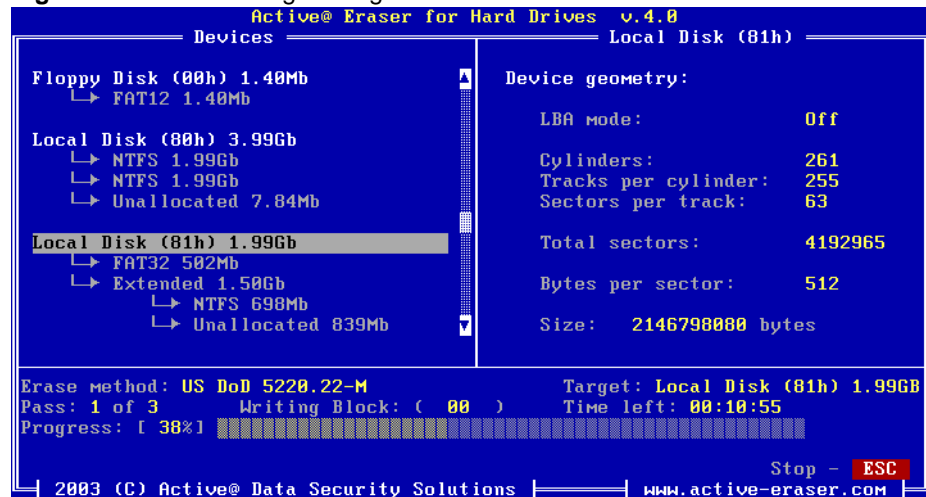 Active@ Eraser for Hard Drives v.4.0
Devices
Floppy Disk (00h) 1.40Mb
FAT12 1.40Mb
Local Disk (80h) 3.99Gb
NTFS 1.99Gb
NTFS 1.99Gb
Unallocated 7.84Mb
Local Disk (81h) 1.99Gb
FAT32 502Mb
Extended 1.50Gb
NTFS 698Mb
Unallocated 839Mb
Local Disk (81h)
Device geometry:
LBA mode: Off
Cylinders: 261
Tracks per cylinder: 255
Sectors per track: 63
Total sectors: 4192965
Bytes per sector: 512
Size: 2146798080 bytes
Erase method: US DoD 5220.22-M Target: Local Disk (81h) 1.99GB
Pass: 1 of 3 Writing Block: ( 00 ) Time left: 00:10:55
Progress: [ 38%]
Stop - ESC
2003 (C) Active@ Data Security Solutions www.active-eraser.com